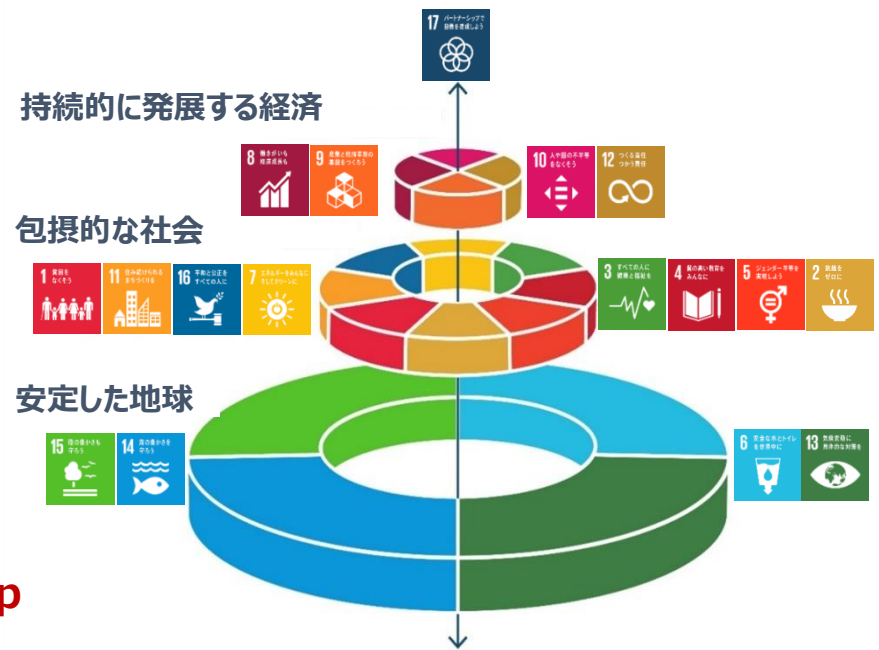 17 パートナーシップで
目標を達成しよう
持続的に発展する経済
8 働きがいも
経済成長も
9 産業と技術革新の
基盤をつくろう
10 人や国の不平等
をなくそう
12 つくる責任
つかう責任
包摂的な社会
1 貧困を
なくそう
11 住み続けられる
まちづくりを
16 平和と公正を
すべての人に
7 エネルギーをみんなに
そしてクリーンに
3 すべての人に
健康と福祉を
4 質の高い教育を
みんなに
5 ジェンダー平等を
実現しよう
2 飢餓を
ゼロに
安定した地球
15 陸の豊かさも
守ろう
14 海の豊かさを
守ろう
6 安全な水とトイレ
を世界中に
13 気候変動に
具体的な対策を
p